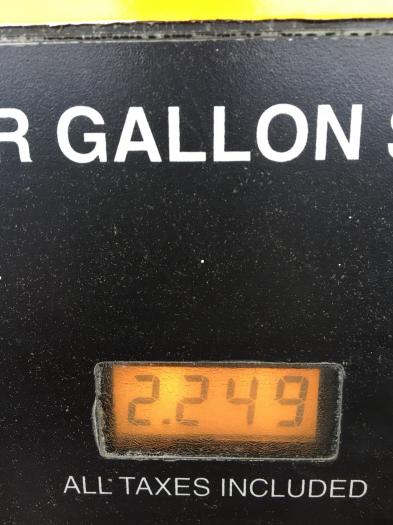 R GALLON
2.249
ALL TAXES INCLUDED